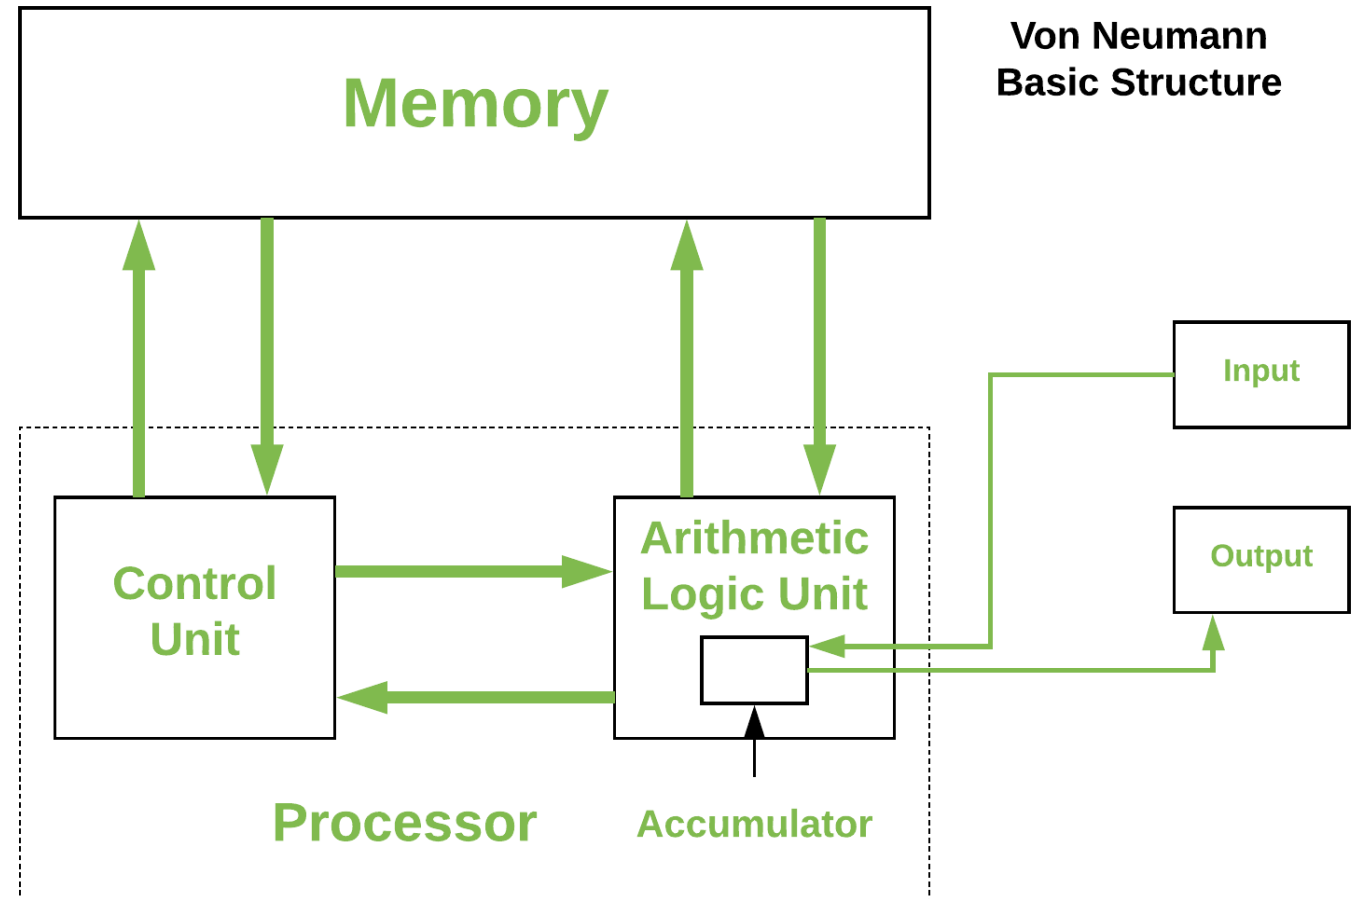 Von Neumann
Basic Structure
Memory
Input
Output
Control
Unit
Arithmetic
Logic Unit
Processor
Accumulator